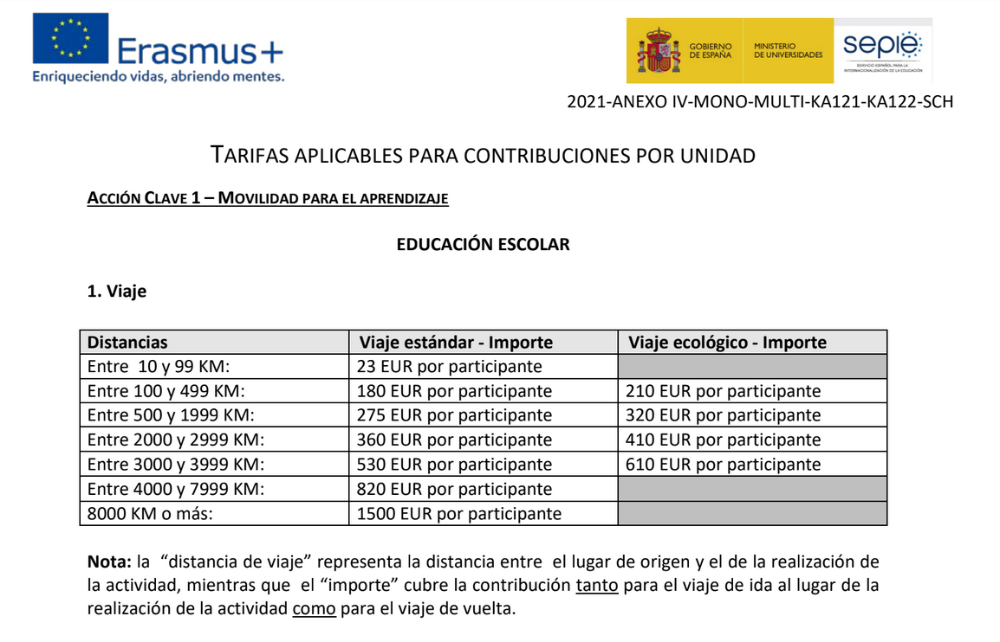 Erasmus+
Enriqueciendo vidas, abriendo mentes.
GOBIERNO
DE ESPAÑA
MINISTERIO
DE UNIVERSIDADES
sepie
SERVICIO ESPAÑOL PARA LA
INTERNACIONALIZACIÓN DE LA EDUCACIÓN
2021-ANEXO IV-MONO-MULTI-KA121-KA122-SCH
TARIFAS APLICABLES PARA CONTRIBUCIONES POR UNIDAD
ACCIÓN CLAVE 1 – MOVILIDAD PARA EL APRENDIZAJE
EDUCACIÓN ESCOLAR
1. Viaje
Distancias Viaje estándar - Importe Viaje ecológico - Importe
Entre 10 y 99 KM: 23 EUR por participante
Entre 100 y 499 KM: 180 EUR por participante 210 EUR por participante
Entre 500 y 1999 KM: 275 EUR por participante 320 EUR por participante
Entre 2000 y 2999 KM: 360 EUR por participante 410 EUR por participante
Entre 3000 y 3999 KM: 530 EUR por participante 610 EUR por participante
Entre 4000 y 7999 KM: 820 EUR por participante
8000 KM o más: 1500 EUR por participante
Nota: la “distancia de viaje” representa la distancia entre el lugar de origen y el de la realización de
la actividad, mientras que el “importe” cubre la contribución tanto para el viaje de ida al lugar de la
realización de la actividad como para el viaje de vuelta.